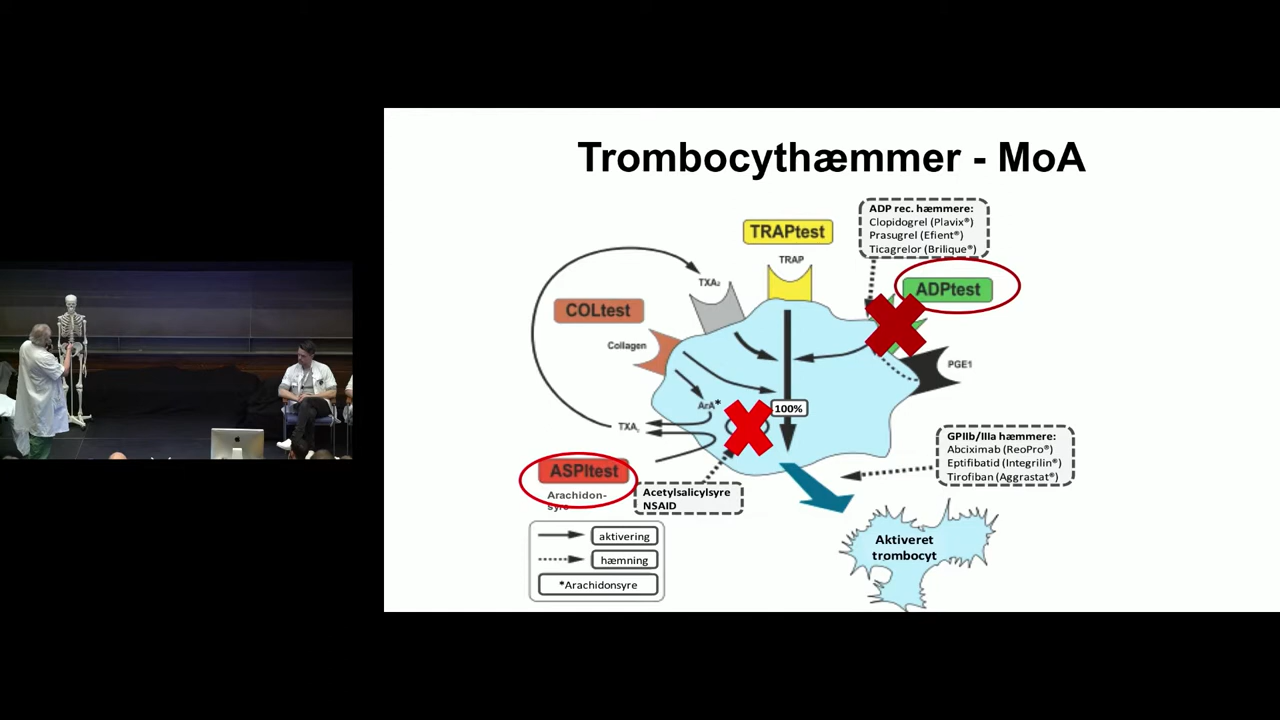 Trombocythæmmer - MoA
ADP rec. hæmmere:
Clopidogrel (Plavix®)
Prasugrel (Efient®)
Ticagrelor (Brilique®)
TRAPtest
TRAP
TXA₂
ADPtest
COLtest
Collagen
PGE1
ArA*
100%
TXA₂
GPIIb/IIIa hæmmere:
Abciximab (ReoPro®)
Eptifibatid (Integrilin®)
Tirofiban (Aggrastat®)
ASPItest
Arachidon-
syre
Acetylsalicylsyre
NSAID
aktivering
hæmning
*Arachidonsyre
Aktiveret
trombocyt